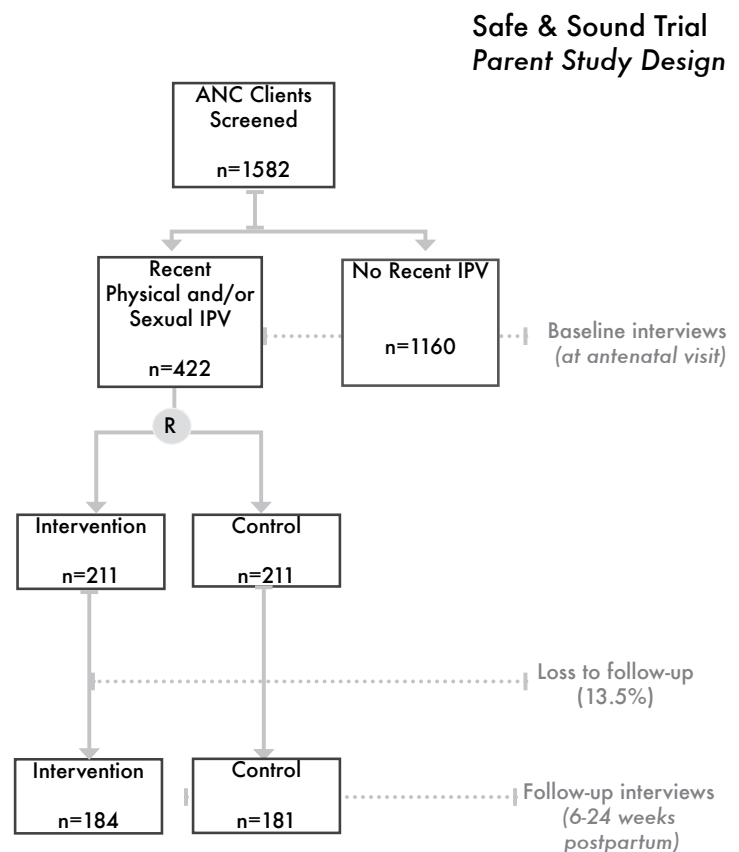 Safe & Sound Trial
Parent Study Design
ANC Clients
Screened
n=1582
Recent
Physical and/or
Sexual IPV
n=422
No Recent IPV
n=1160
Baseline interviews
(at antenatal visit)
R
Intervention
n=211
Control
n=211
Loss to follow-up
(13.5%)
Intervention
n=184
Control
n=181
Follow-up interviews
(6-24 weeks
postpartum)